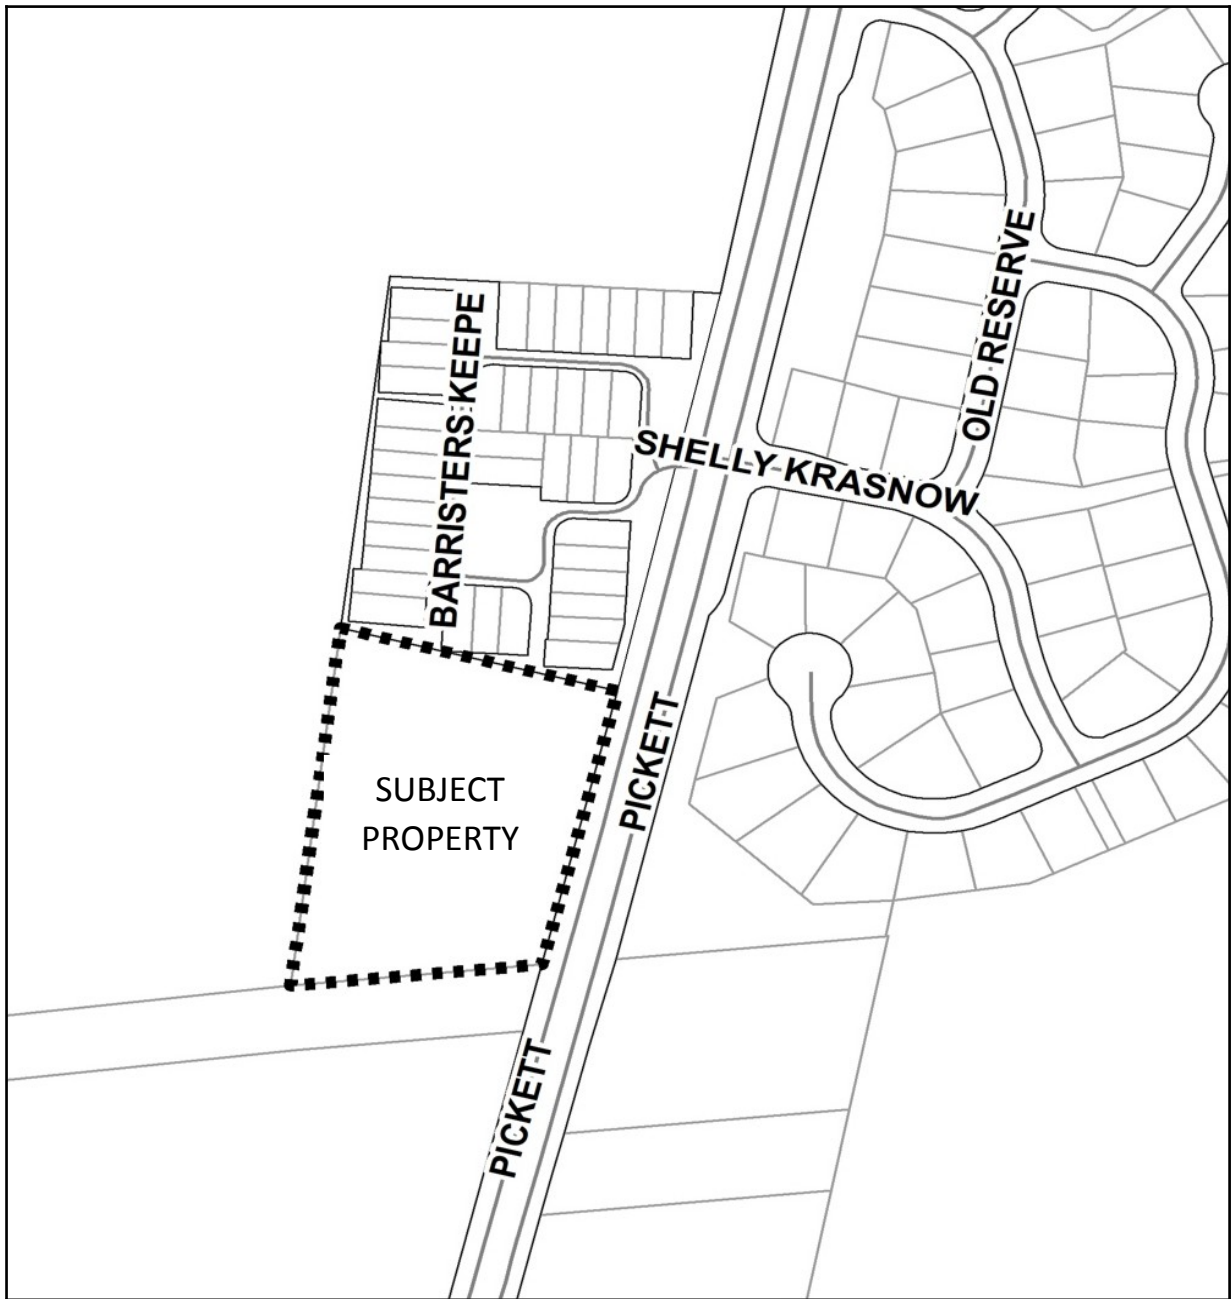 OLD RESERVE
BARRISTERS KEEPE
SHELLY KRASNOW
PICKETT
SUBJECT
PROPERTY
PICKETT